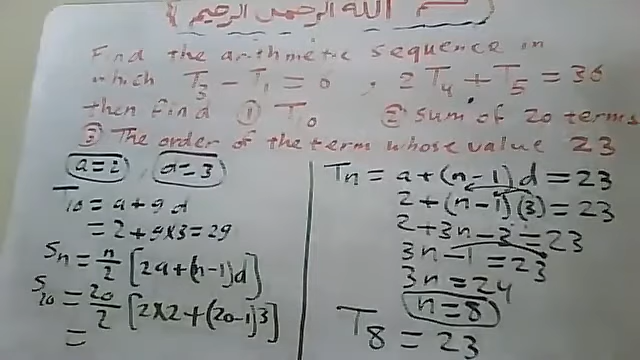 بسم الله الرحمن الرحيم
Find the arithmetic sequence in
which T₃ - T₁ = 6 , 2T₄ + T₅ = 36
then find ① T₁₀ ② sum of 20 terms
③ The order of the term whose value 23
a=2 d=3
T₁₀ = a+9d
= 2+9×3=29
Sₙ = n/2 [2a+(n-1)d]
S₂₀ = 20/2 [2×2+(20-1)3]
=
Tₙ = a+(n-1)d=23
2+(n-1)(3)=23
2+3n-3=23
3n-1=23
3n=24
n=8
T₈ = 23